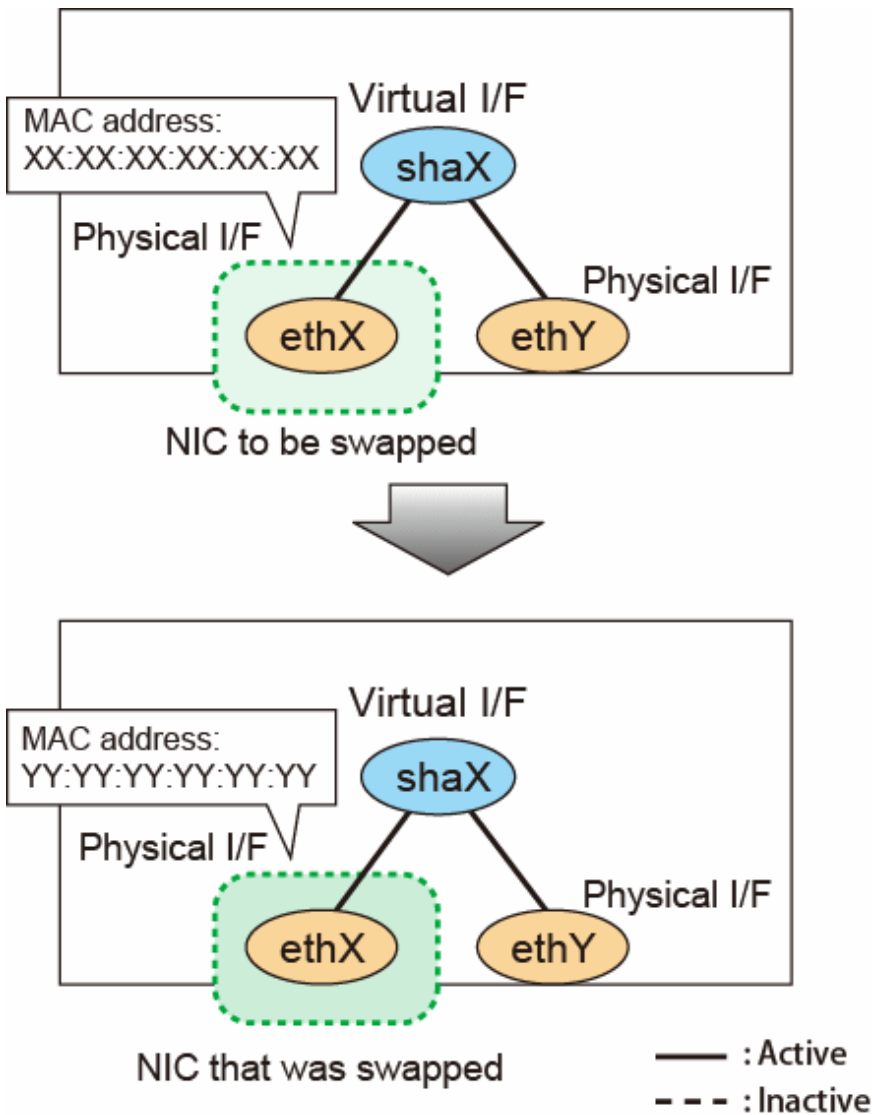 Virtual I/F
MAC address:
XX:XX:XX:XX:XX:XX
shaX
Physical I/F
Physical I/F
ethX
ethY
NIC to be swapped
Virtual I/F
MAC address:
YY:YY:YY:YY:YY:YY
shaX
Physical I/F
Physical I/F
ethX
ethY
NIC that was swapped
: Active
: Inactive